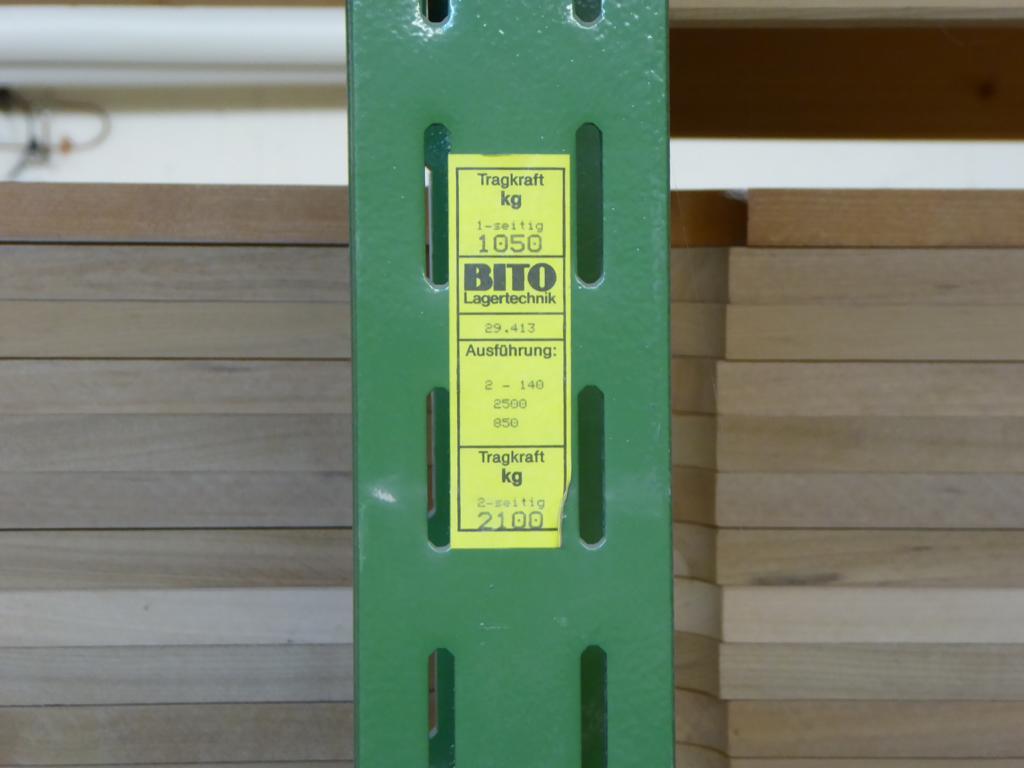 Tragkraft
kg
1-seitig
1050
BITO
Lagertechnik
29.413
Ausführung:
2 - 140
2500
850
Tragkraft
kg
2-seitig
2100